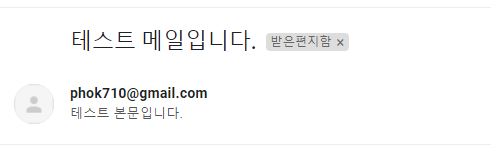 테스트 메일입니다. 받은편지함 ×
phok710@gmail.com
테스트 본문입니다.